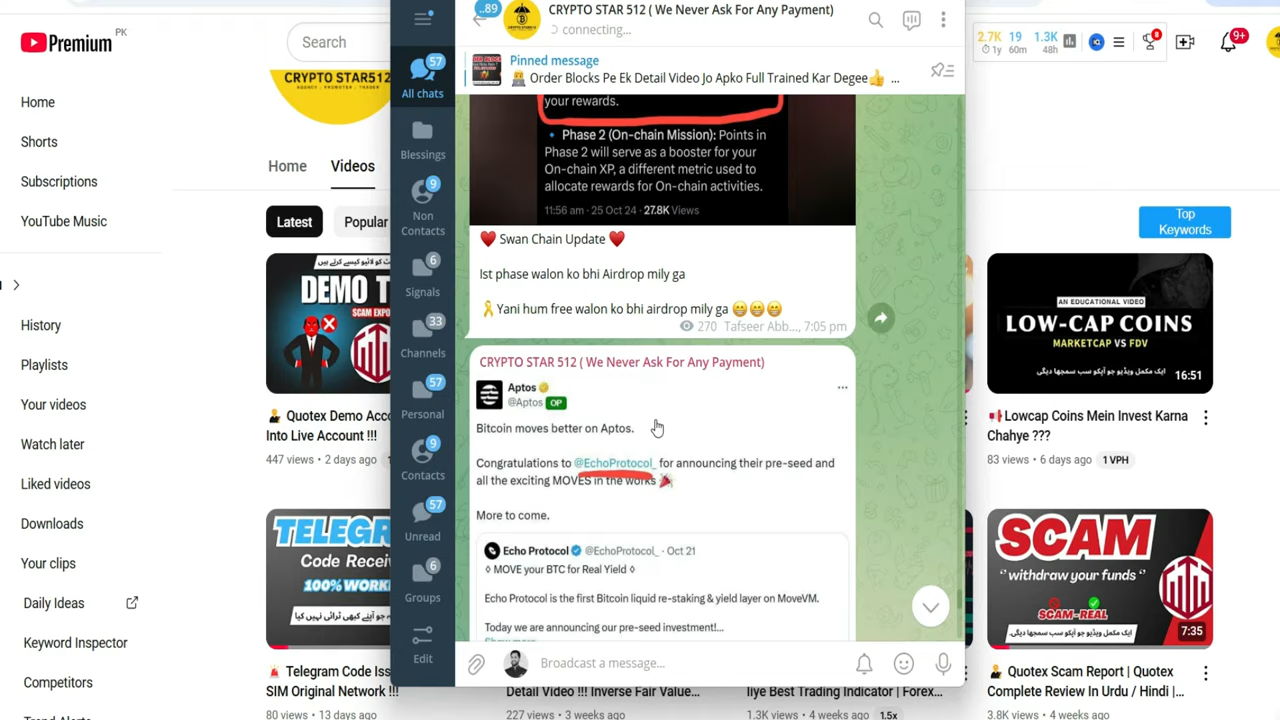 Premium PK
Search
Home
Shorts
Subscriptions
YouTube Music
History
Playlists
Your videos
Watch later
Liked videos
Downloads
Your clips
Daily Ideas
Keyword Inspector
Competitors
CRYPTO STAR512
AGENCY , PROMOTER , TRADER
Home
Videos
Latest
Popular
2.7K
1y
19
60m
1.3K
48h
8
9+
Top
Keywords
DEMO T
SCAM EXPO
Quotex Demo Acc
Into Live Account !!!
447 views • 2 days ago
TELEGR
Code Recei
100% WORK
Telegram Code Iss
SIM Original Network !!!
80 views • 13 days ago
..89
57
All chats
Blessings
9
Non
Contacts
6
Signals
33
Channels
57
Personal
9
Contacts
57
Unread
6
Groups
Edit
CRYPTO STAR 512 ( We Never Ask For Any Payment)
connecting...
Pinned message
Order Blocks Pe Ek Detail Video Jo Apko Full Trained Kar Degee👍 ...
your rewards.
Phase 2 (On-chain Mission): Points in
Phase 2 will serve as a booster for your
On-chain XP, a different metric used to
allocate rewards for On-chain activities.
11:56 am · 25 Oct 24 · 27.8K Views
❤️ Swan Chain Update ❤️
Ist phase walon ko bhi Airdrop mily ga
🎗️ Yani hum free walon ko bhi airdrop mily ga 😁😁😁
270 Tafseer Abb..., 7:05 pm
CRYPTO STAR 512 ( We Never Ask For Any Payment)
Aptos
@Aptos OP
Bitcoin moves better on Aptos.
Congratulations to @EchoProtocol_ for announcing their pre-seed and
all the exciting MOVES in the works 🎉
More to come.
Echo Protocol @EchoProtocol_ · Oct 21
◊ MOVE your BTC for Real Yield ◊
Echo Protocol is the first Bitcoin liquid re-staking & yield layer on MoveVM.
Today we are announcing our pre-seed investment!...
Broadcast a message...
Detail Video !!! Inverse Fair Value...
227 views • 3 weeks ago
liye Best Trading Indicator | Forex...
1.3K views • 4 weeks ago
1.5x
AN EDUCATIONAL VIDEO
LOW-CAP COINS
MARKETCAP VS FDV
ایک مکمل ویڈیو جو آپکو سب سمجھا دیگی
16:51
Lowcap Coins Mein Invest Karna
Chahye ???
83 views • 6 days ago
1 VPH
SCAM
"withdraw your funds"
SCAM-REAL
7:35
Quotex Scam Report | Quotex
Complete Review In Urdu / Hindi |...
3.8K views • 4 weeks ago